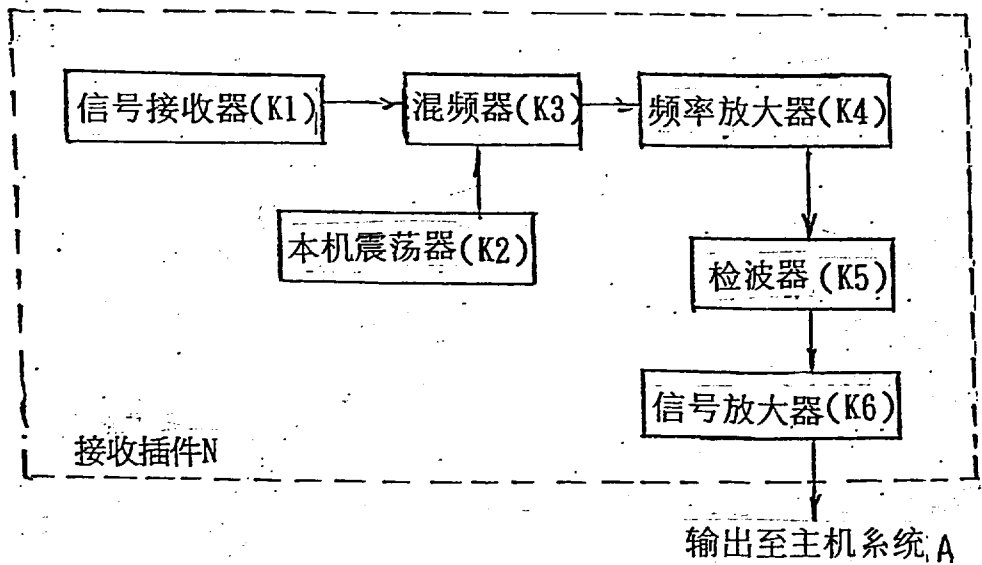 信号接收器(K1)
混频器(K3)
频率放大器(K4)
本机震荡器(K2)
检波器(K5)
信号放大器(K6)
接收插件N
输出至主机系统A